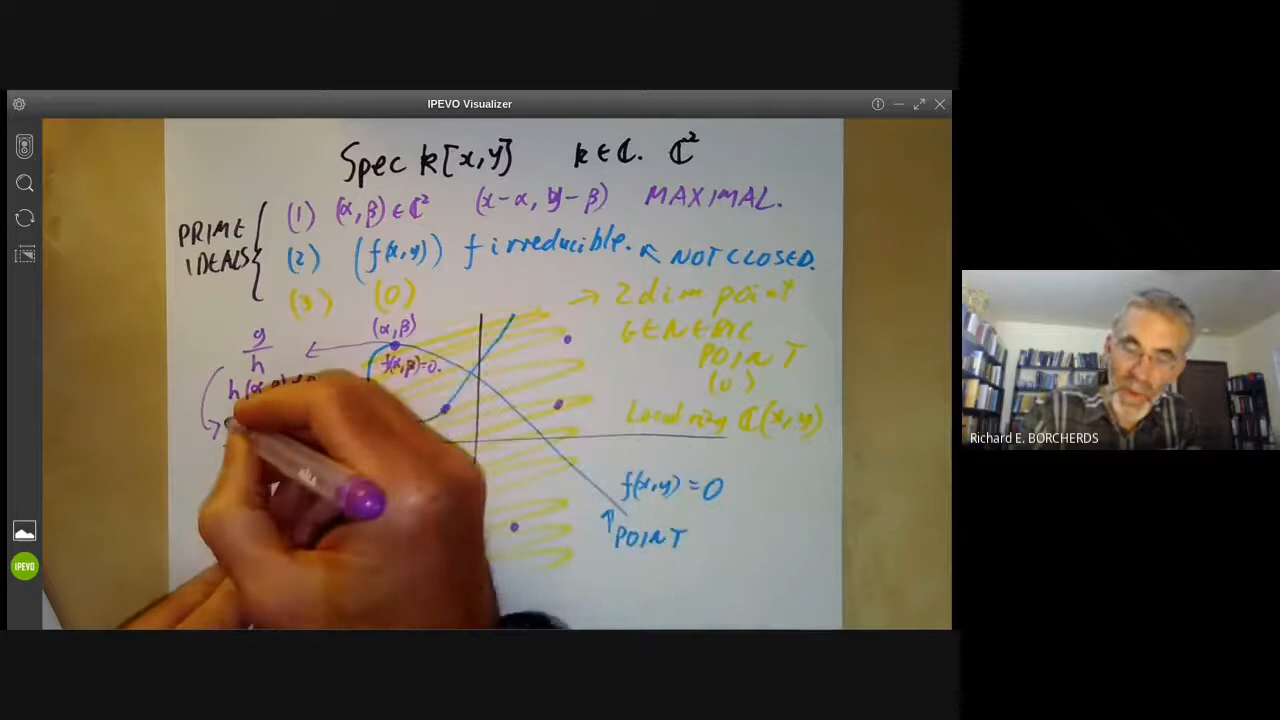 IPEVO Visualizer
Spec k[x,y] k∈ℂ. ℂ²
PRIME IDEALS
(1) (α,β)∈ℂ² (x-α, y-β) MAXIMAL.
(2) (f(x,y)) f irreducible. ↖ NOT CLOSED.
(3) (0) → 2 dim point
GENERIC
POINT
(0)
Local ring ℂ(x,y)
(α,β)
f(α,β)=0.
g
h
f(x,y)=0
↑ POINT
IPEVO
Richard E. BORCHERDS